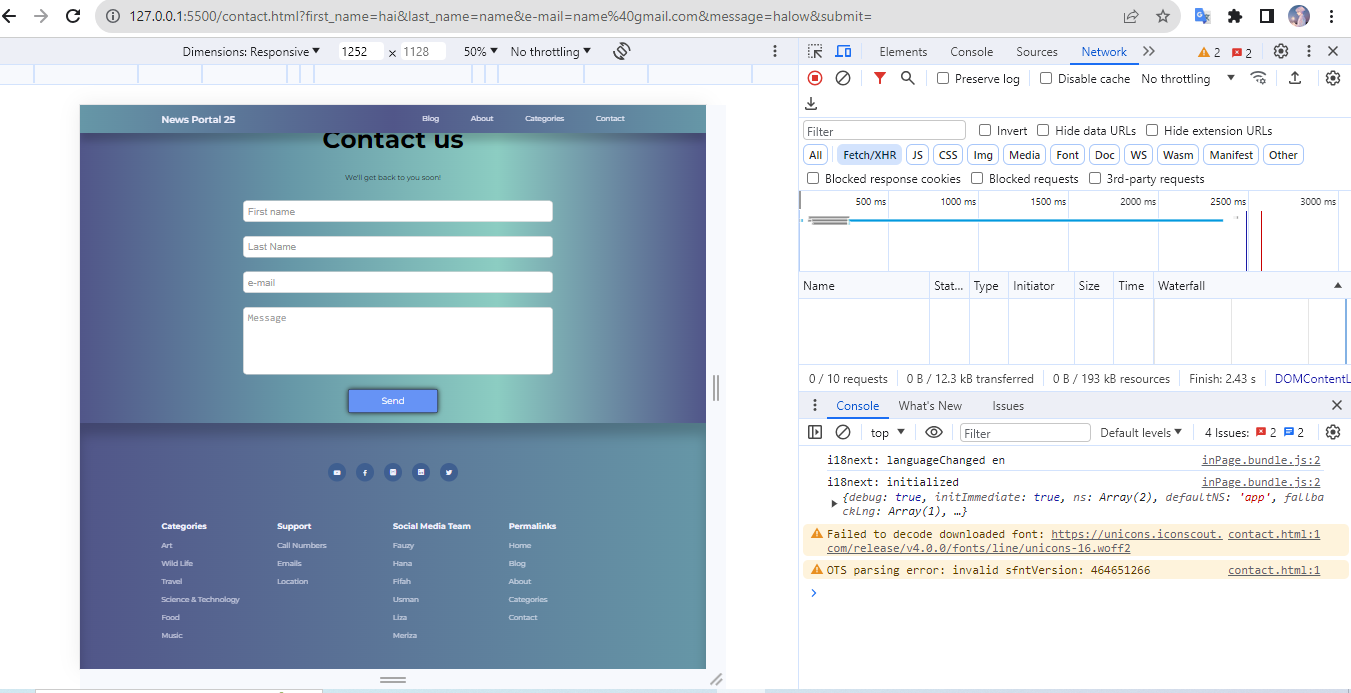 127.0.0.1:5500/contact.html?first_name=hai&last_name=name&e-mail=name%40gmail.com&message=halow&submit=
Dimensions: Responsive 1252 × 1128 50% No throttling
News Portal 25 Blog About Categories Contact
Contact us
We'll get back to you soon!
First name
Last Name
e-mail
Message
Send
Categories Support Social Media Team Permalinks
Art Call Numbers Fauzy Home
Wild Life Emails Hana Blog
Travel Location Fifah About
Science & Technology Usman Categories
Food Liza Contact
Music Meriza
Elements Console Sources Network 2 2
Preserve log Disable cache No throttling
Filter Invert Hide data URLs Hide extension URLs
All Fetch/XHR JS CSS Img Media Font Doc WS Wasm Manifest Other
Blocked response cookies Blocked requests 3rd-party requests
500 ms 1000 ms 1500 ms 2000 ms 2500 ms 3000 ms
Name Stat... Type Initiator Size Time Waterfall
0 / 10 requests 0 B / 12.3 kB transferred 0 B / 193 kB resources Finish: 2.43 s DOMContentL
Console What's New Issues
top Filter Default levels 4 Issues: 2 2
i18next: languageChanged en inPage.bundle.js:2
i18next: initialized inPage.bundle.js:2
{debug: true, initImmediate: true, ns: Array(2), defaultNS: 'app', fallba
ckLng: Array(1), …}
Failed to decode downloaded font: https://unicons.iconscout. contact.html:1
com/release/v4.0.0/fonts/line/unicons-16.woff2
OTS parsing error: invalid sfntVersion: 464651266 contact.html:1